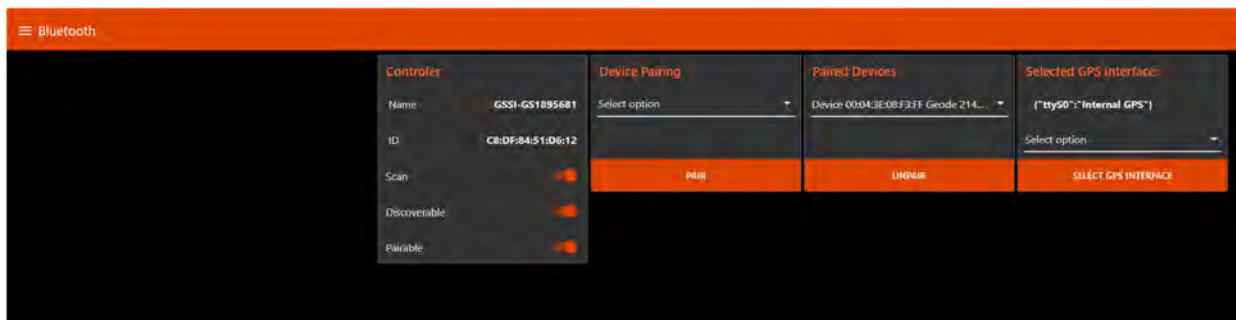 Bluetooth
Controler
Name GSSI-GS1895681
ID C8:DF:84:51:D6:12
Scan
Discoverable
Pairable
Device Pairing
Select option
PAIR
Paired Devices
Device 00:04:3E:08:F3:FF Geode 214...
UNPAIR
Selected GPS Interface:
{"ttyS0":"Internal GPS"}
Select option
SELECT GPS INTERFACE